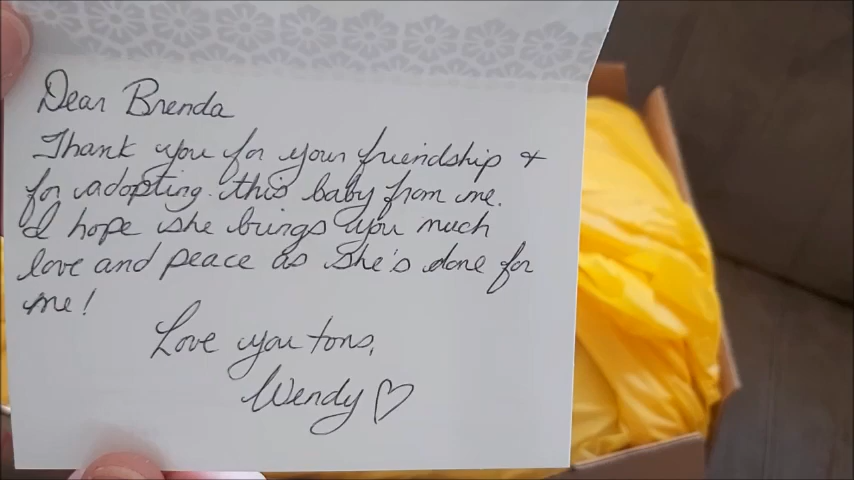 Dear Brenda
Thank you for your friendship +
for adopting this baby from me.
I hope she brings you much
love and peace as she's done for
me!
Love you tons,
Wendy ♡